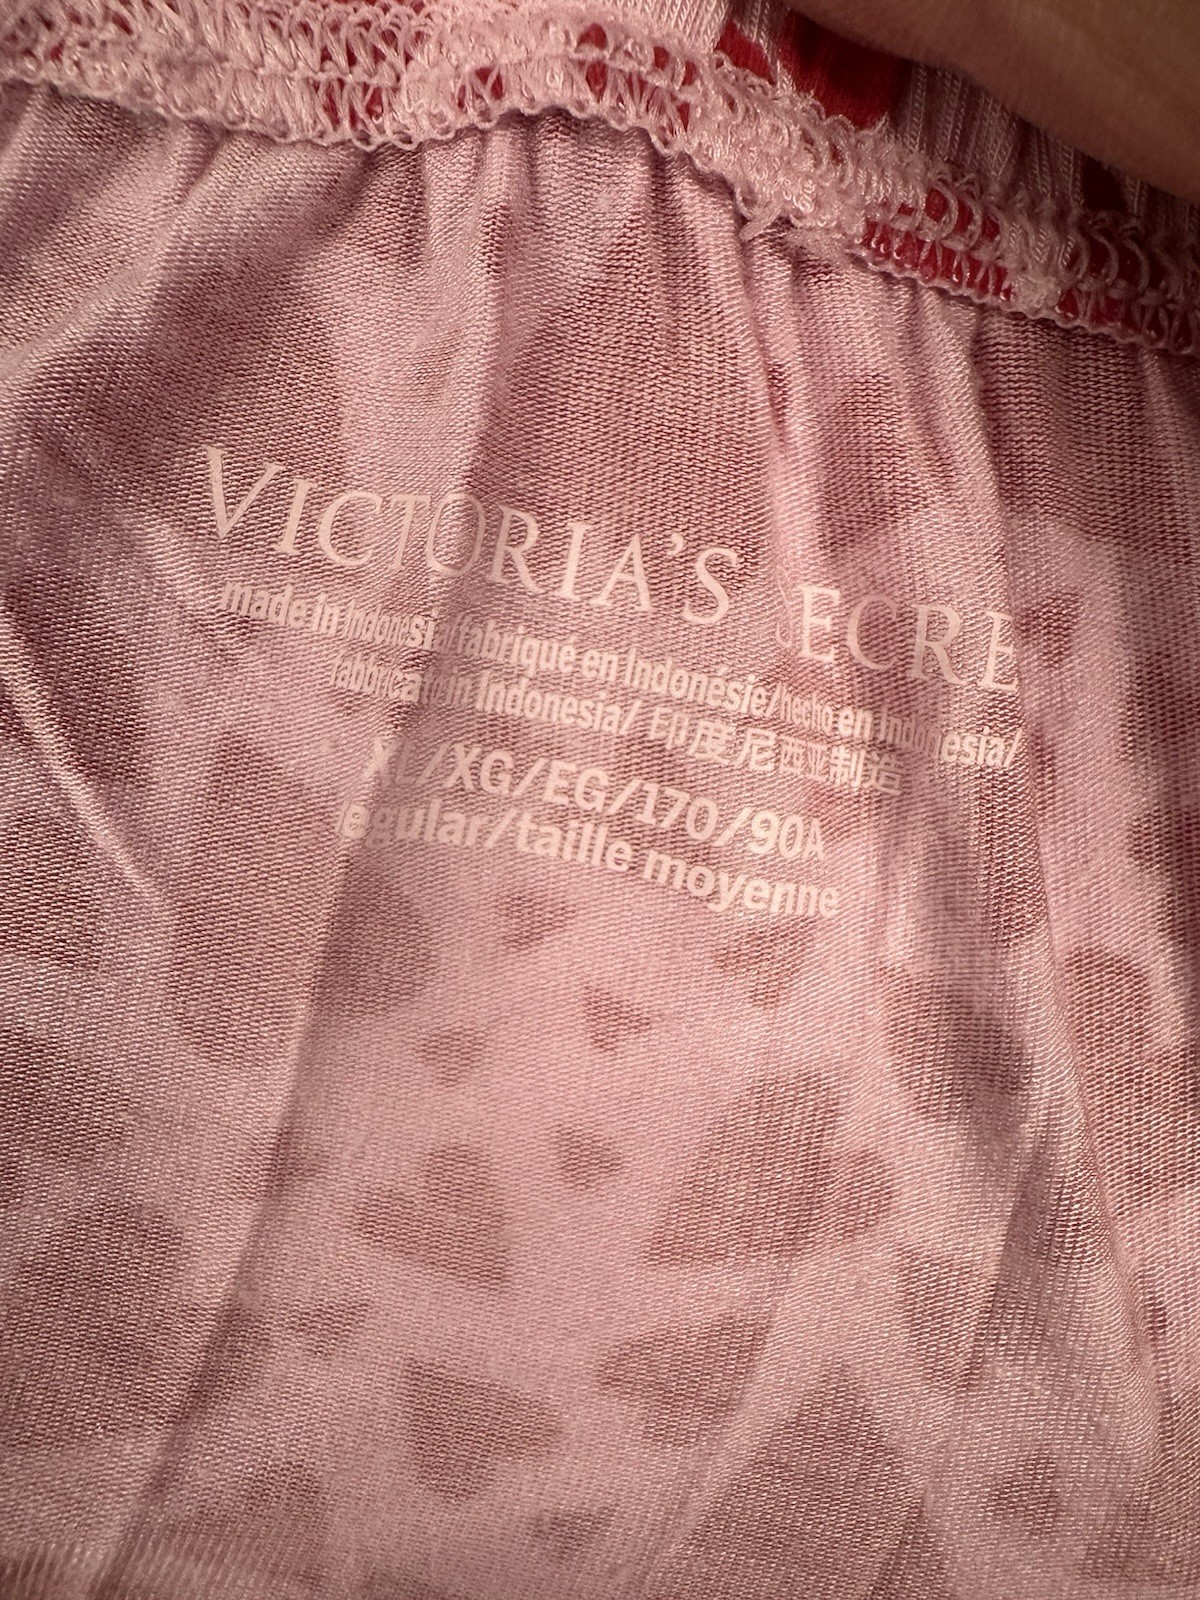 VICTORIA'S SECRE
made in Indonesia/fabriqué en Indonésie/hecho en Indonesia/
fabbricato in Indonesia/ 印度尼西亚制造
XL/XG/EG/170/90A
regular/taille moyenne